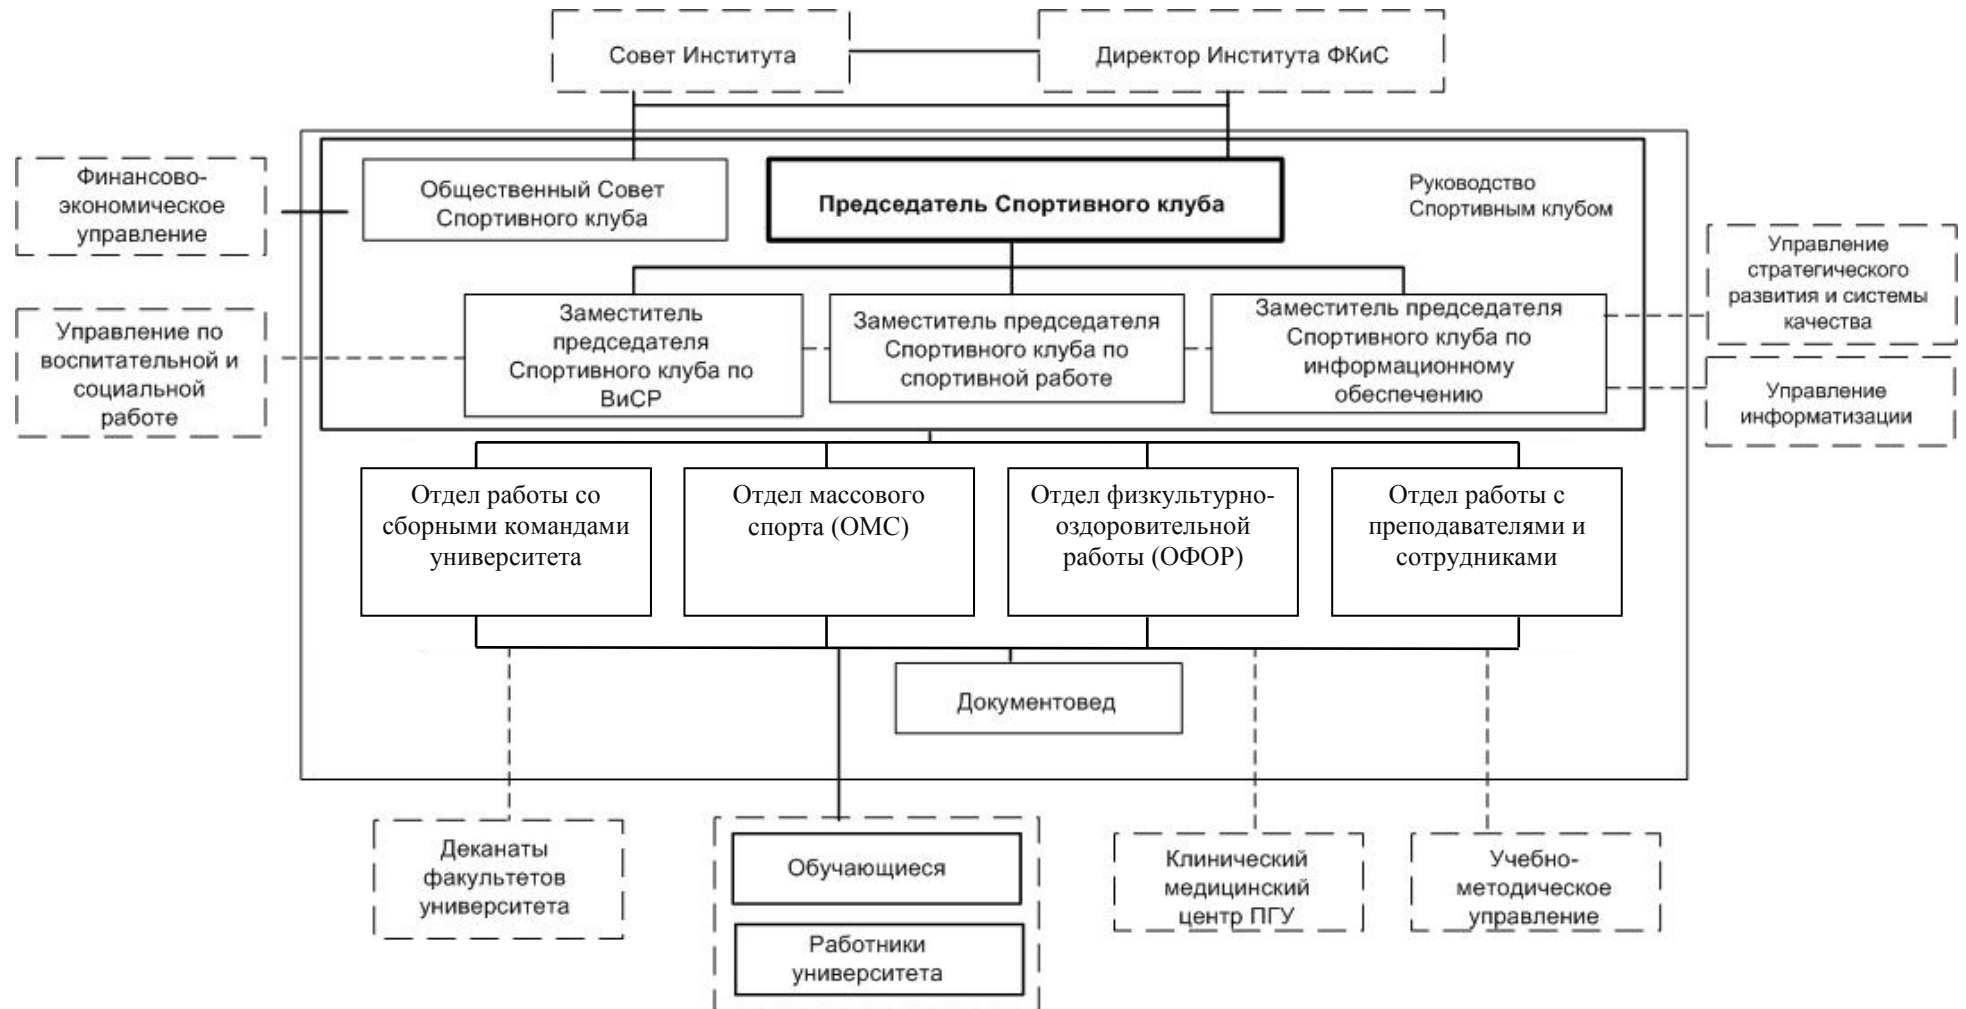 Совет Института
Директор Института ФКиС
Финансово-
экономическое
управление
Общественный Совет
Спортивного клуба
Председатель Спортивного клуба
Руководство
Спортивным клубом
Управление
стратегического
развития и системы
качества
Управление по
воспитательной и
социальной
работе
Заместитель
председателя
Спортивного клуба по
ВиСР
Заместитель председателя
Спортивного клуба по
спортивной работе
Заместитель председателя
Спортивного клуба по
информационному
обеспечению
Управление
информатизации
Отдел работы со
сборными командами
университета
Отдел массового
спорта (ОМС)
Отдел физкультурно-
оздоровительной
работы (ОФОР)
Отдел работы с
преподавателями и
сотрудниками
Документовед
Деканаты
факультетов
университета
Обучающиеся
Работники
университета
Клинический
медицинский
центр ПГУ
Учебно-
методическое
управление